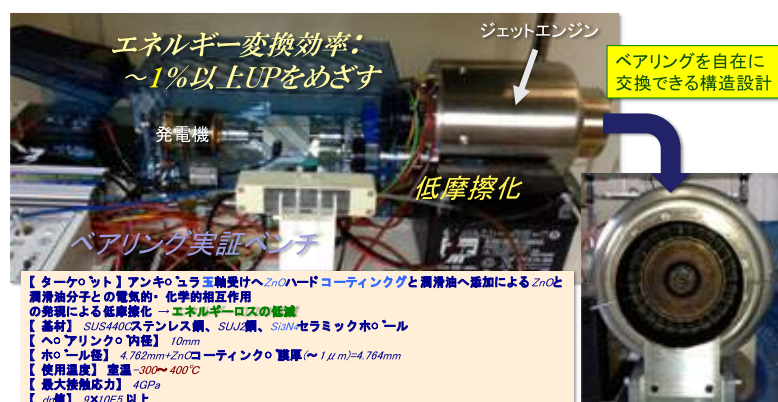 エネルギー変換効率：
～1％以上UPをめざす
ジェットエンジン
ベアリングを自在に
交換できる構造設計
発電機
低摩擦化
ベアリング実証ベンチ
【 ターゲット 】 アンギュラ玉軸受けへZnOハードコーティングと潤滑油へ添加によるZnOと
潤滑油分子との電気的・化学的相互作用
の発現による低摩擦化 → エネルギーロスの低減
【 基材】 SUS440Cステンレス鋼、SUJ2鋼、Si3N4セラミックボール
【 ベアリング内径】 10mm
【 ボール径】 4.762mm+ZnOコーティング膜厚(～1μm)=4.764mm
【 使用温度】 室温-300～400℃
【 最大接触応力】 4GPa
【 dn値】 9×10E5 以上